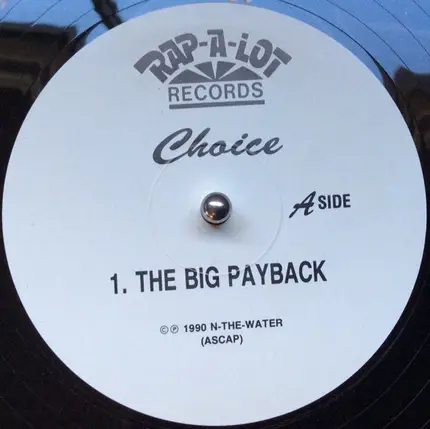 RAP-A-LOT
RECORDS
Choice
A SIDE
1. THE BIG PAYBACK
© ℗ 1990 N-THE-WATER
(ASCAP)